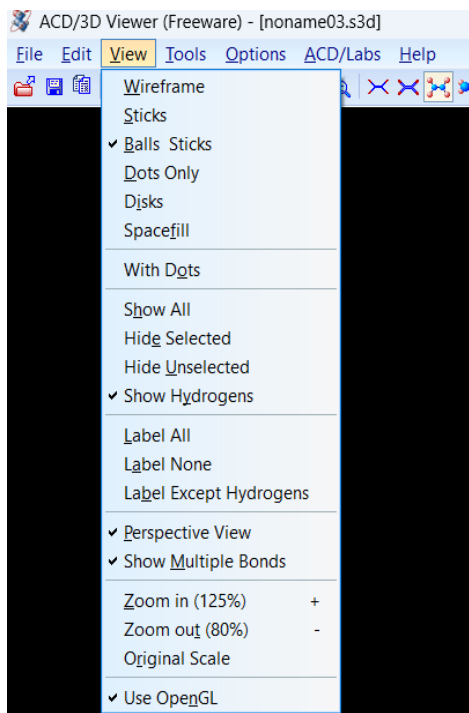 ACD/3D Viewer (Freeware) - [noname03.s3d]
File Edit View Tools Options ACD/Labs Help
Wireframe
Sticks
Balls Sticks
Dots Only
Disks
Spacefill
With Dots
Show All
Hide Selected
Hide Unselected
Show Hydrogens
Label All
Label None
Label Except Hydrogens
Perspective View
Show Multiple Bonds
Zoom in (125%) +
Zoom out (80%) -
Original Scale
Use OpenGL